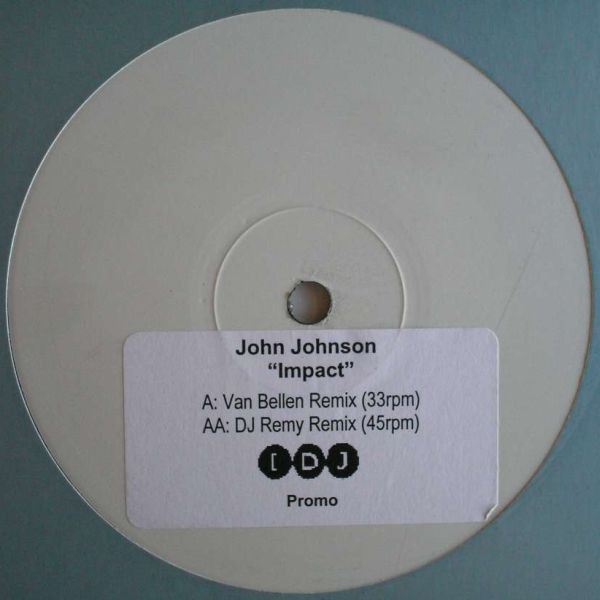 John Johnson
“Impact”
A: Van Bellen Remix (33rpm)
AA: DJ Remy Remix (45rpm)
[DJ
Promo